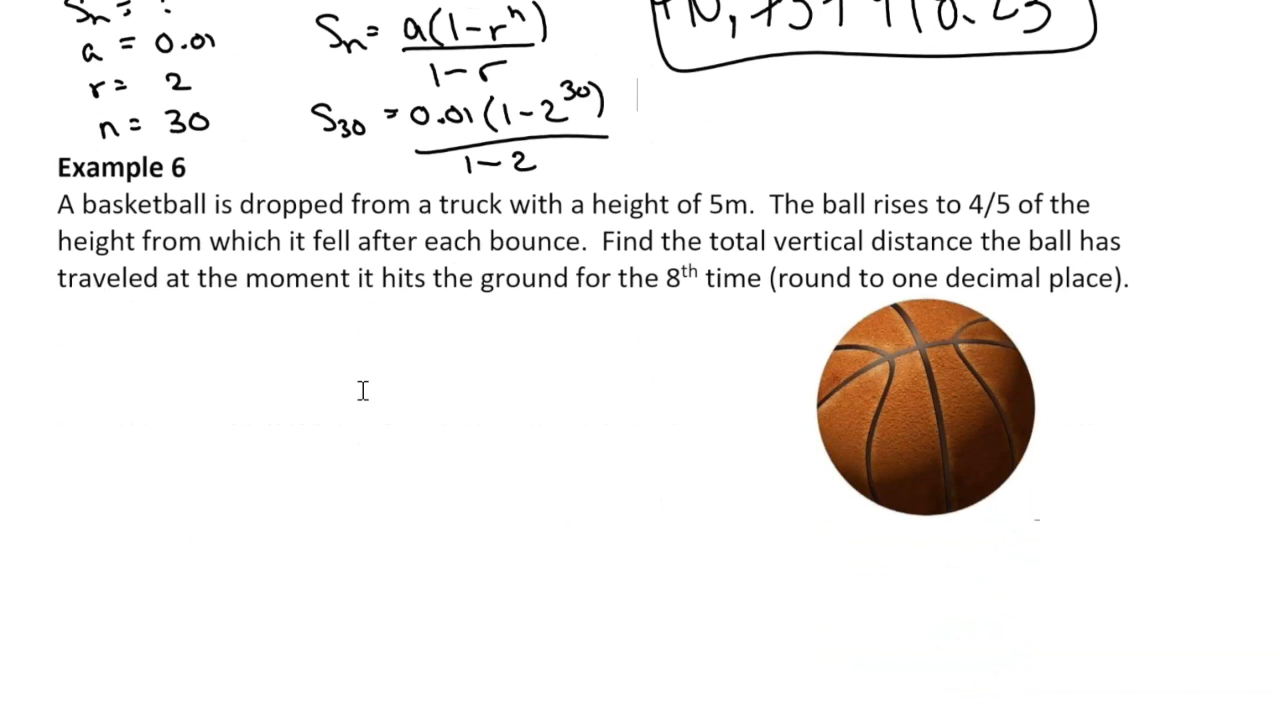 Sn = ?
a = 0.01
r = 2
n = 30
Sn = a(1-r^n)
1-r
S30 = 0.01(1-2^30)
1-2
Example 6
A basketball is dropped from a truck with a height of 5m. The ball rises to 4/5 of the
height from which it fell after each bounce. Find the total vertical distance the ball has
traveled at the moment it hits the ground for the 8th time (round to one decimal place).